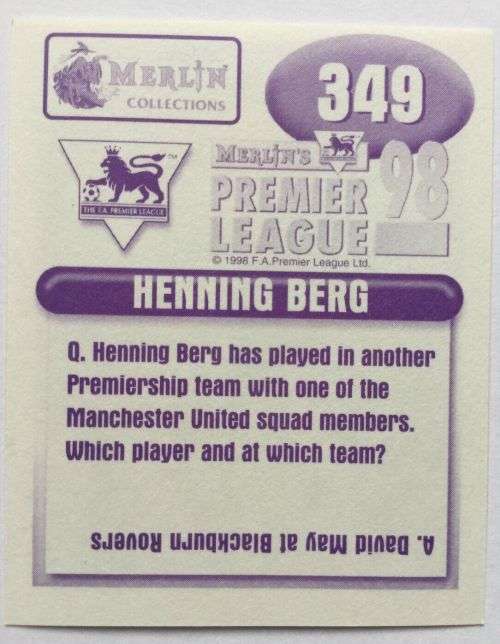 MERLIN
COLLECTIONS
349
THE F.A. PREMIER LEAGUE
TM
MERLIN'S
PREMIER
LEAGUE
98
© 1998 F.A.Premier League Ltd.
HENNING BERG
Q. Henning Berg has played in another
Premiership team with one of the
Manchester United squad members.
Which player and at which team?
A. David May at Blackburn Rovers